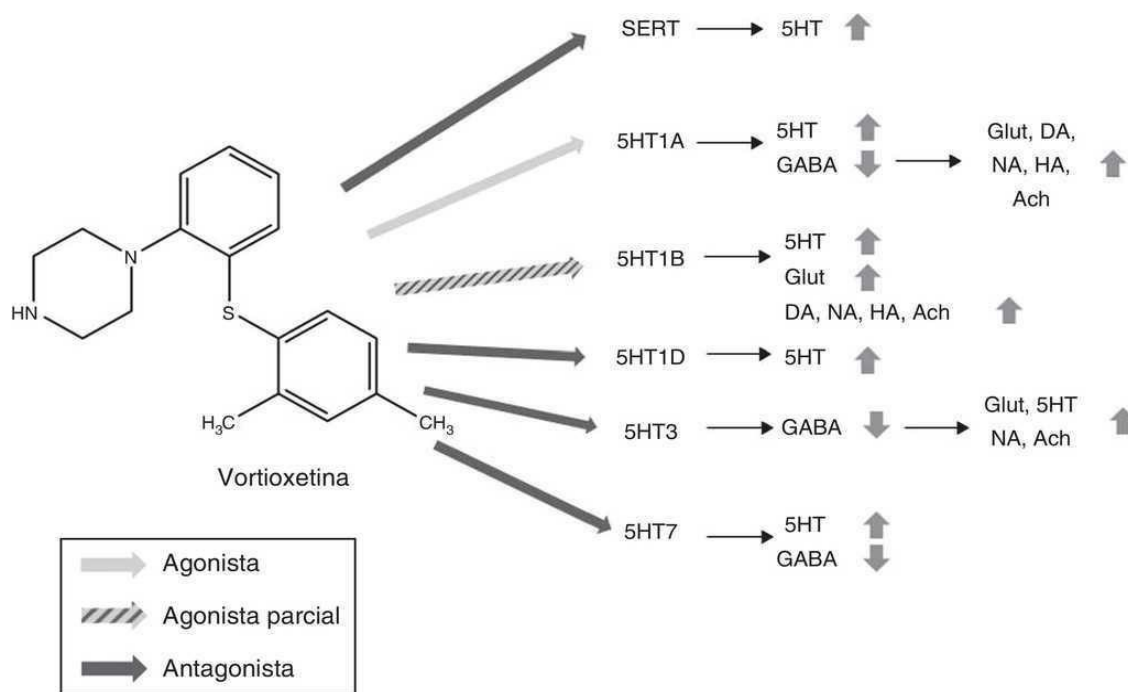 SERT
5HT
5HT1A
5HT
GABA
Glut, DA,
NA, HA,
Ach
5HT1B
5HT
Glut
DA, NA, HA, Ach
5HT1D
5HT
5HT3
GABA
Glut, 5HT
NA, Ach
5HT7
5HT
GABA
N
HN
S
H₃C
CH₃
Vortioxetina
Agonista
Agonista parcial
Antagonista